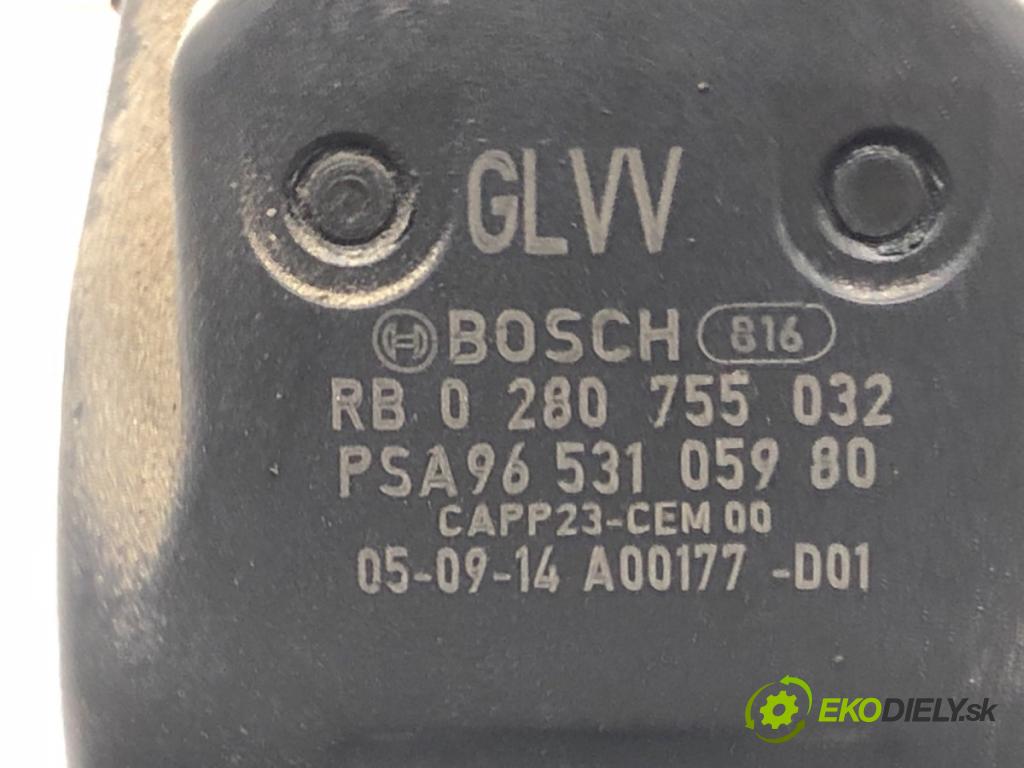 GLVV
BOSCH 816
RB 0 280 755 032
PSA96 531 059 80
CAPP23-CEM 00
05-09-14 A00177 -D01
EKODIELY.sk